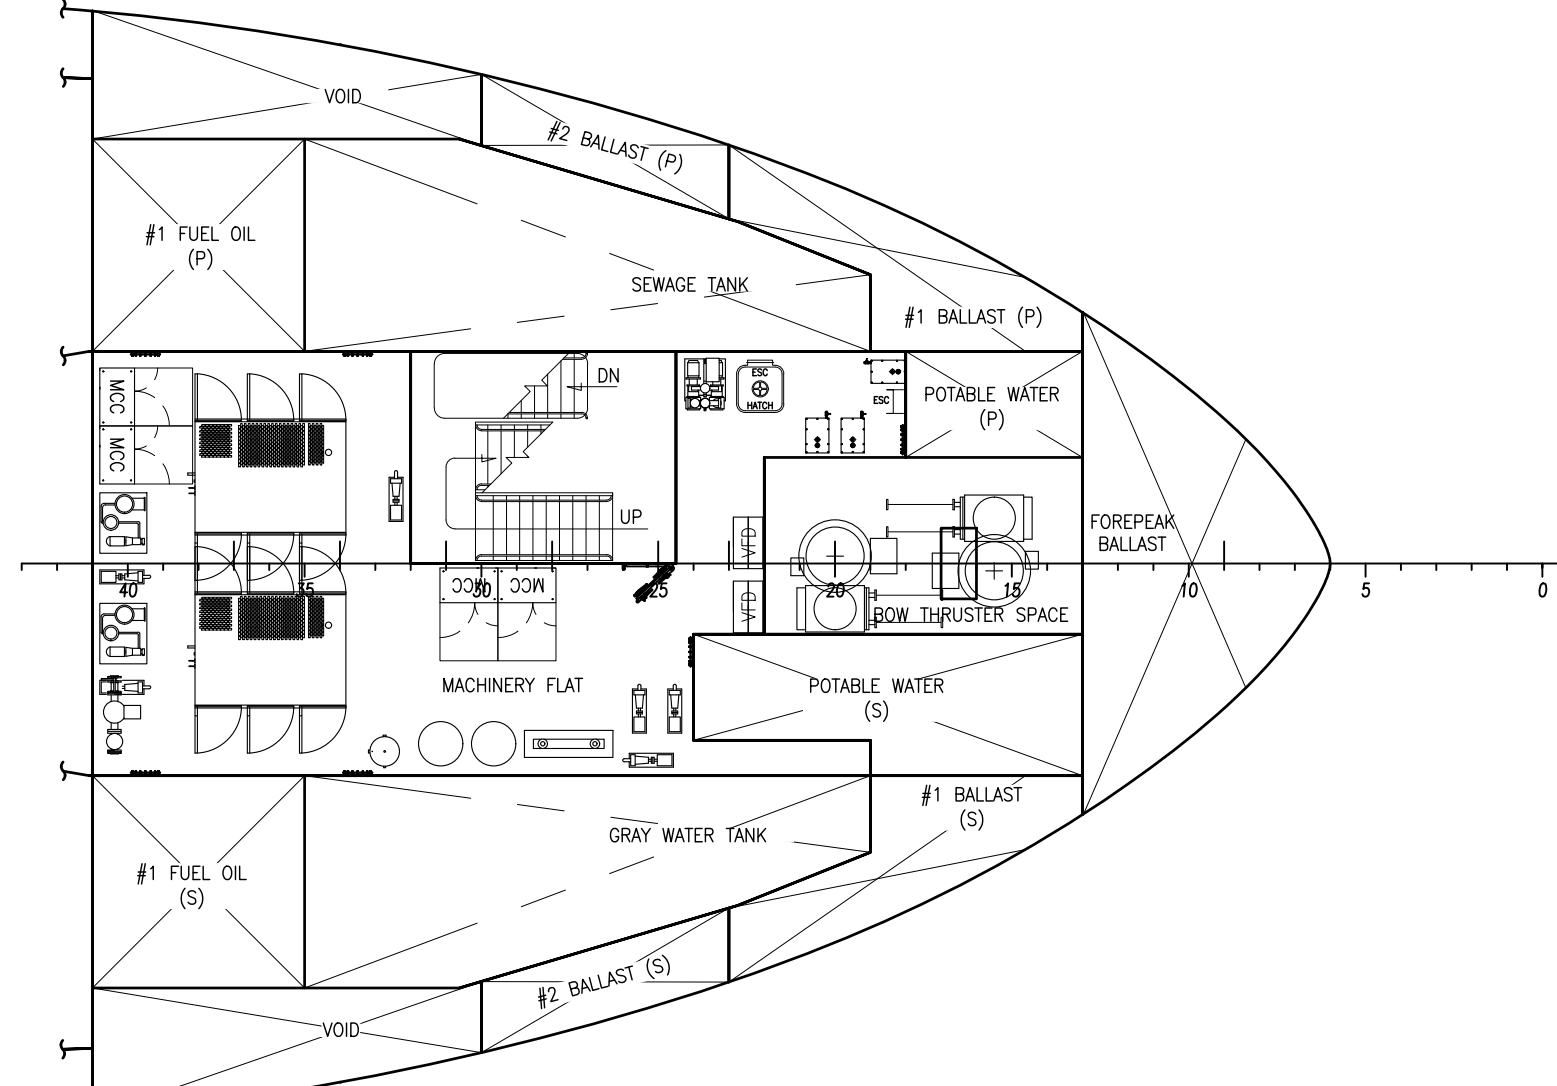 VOID
#2 BALLAST (P)
#1 FUEL OIL
(P)
SEWAGE TANK
#1 BALLAST (P)
MCC
MCC
DN
UP
ESC
HATCH
ESC
POTABLE WATER
(P)
FOREPEAK
BALLAST
VFD
VFD
MCC
MCC
40
35
30
25
20
15
10
5
0
BOW THRUSTER SPACE
MACHINERY FLAT
POTABLE WATER
(S)
#1 BALLAST
(S)
GRAY WATER TANK
#1 FUEL OIL
(S)
#2 BALLAST (S)
VOID